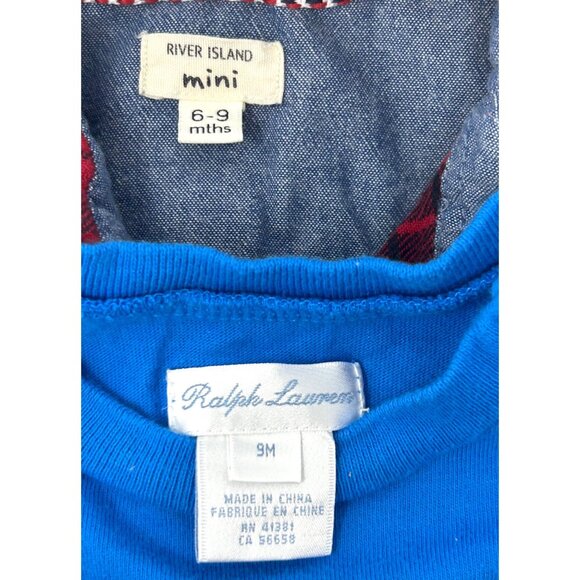 RIVER ISLAND
mini
6-9
mths
Ralph Lauren
9M
MADE IN CHINA
FABRIQUE EN CHINE
RN 41381
CA 56658